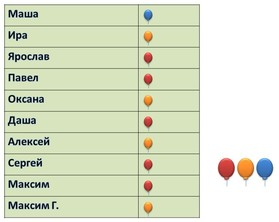 Маша
Ира
Ярослав
Павел
Оксана
Даша
Алексей
Сергей
Максим
Максим Г.